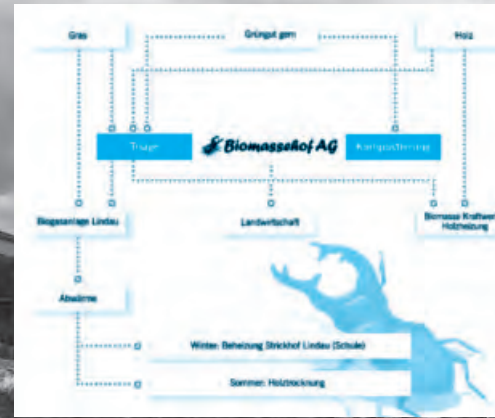 Gras
Grüngut gem
Holz
Triage
Biomassehof AG
Kompostierung
Biogasanlage Lindau
Landwirtschaft
Biomasse Kraftwerk
Holzheizung
Abwärme
Winter: Beheizung Strickhof Lindau (Schule)
Sommer: Holztrocknung